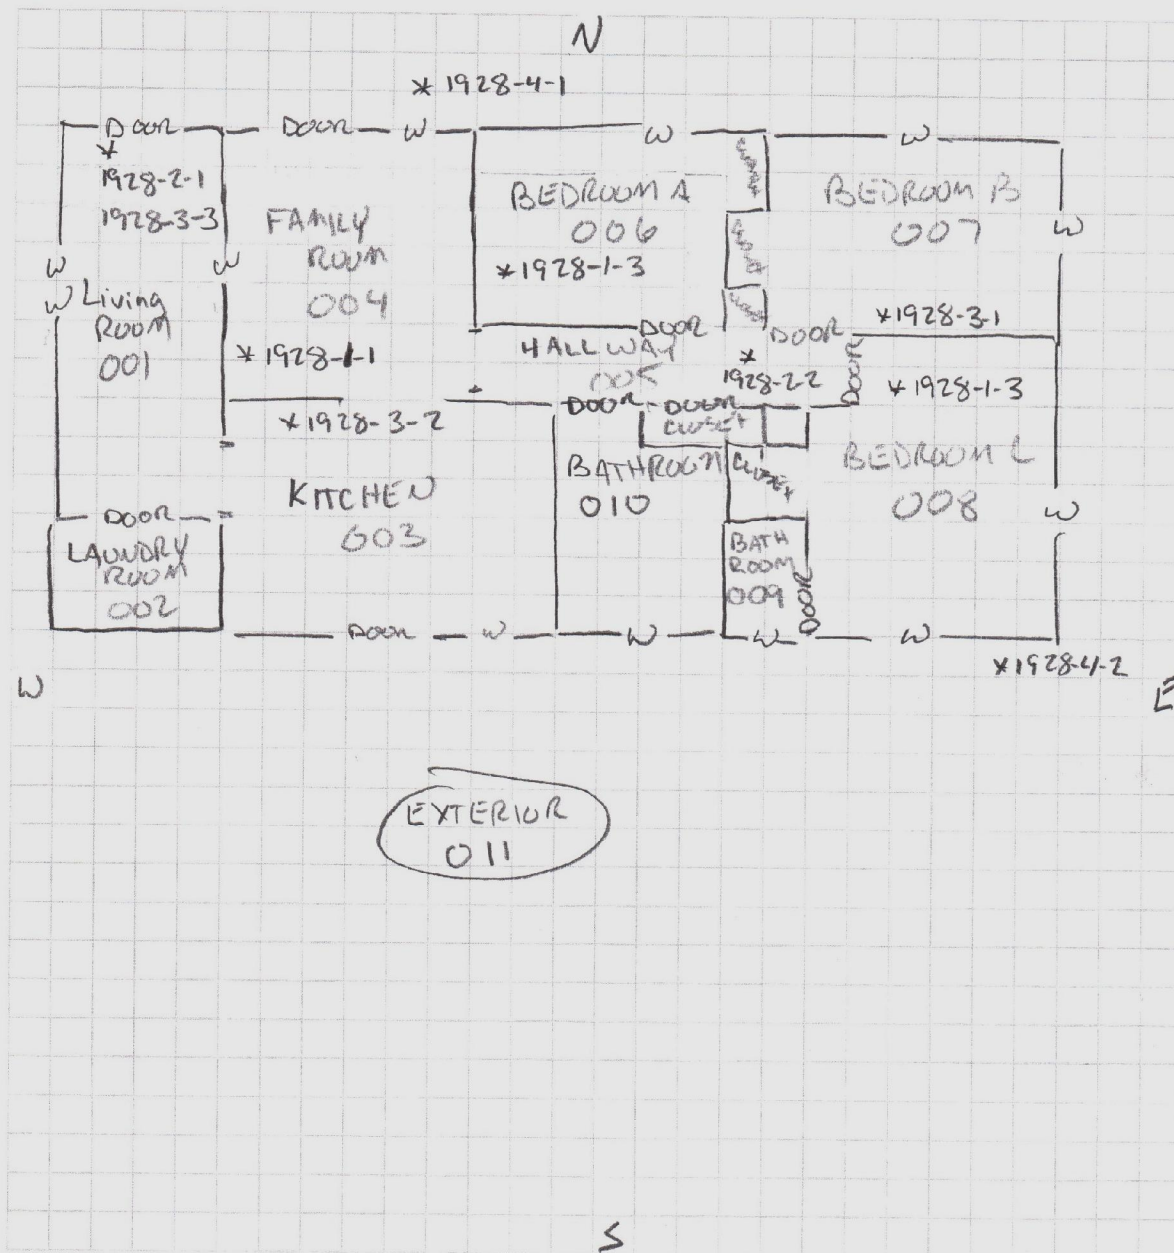 N
* 1928-4-1
DOOR
DOOR
W
W
W
*
1928-2-1
1928-3-3
FAMILY
ROOM
004
BEDROOM A
006
*1928-1-3
BEDROOM B
007
W
W
W
W
Living
ROOM
001
*1928-1-1
DOOR
DOOR
*1928-3-1
HALLWAY
005
*
1928-2-2
DOOR
*1928-1-3
DOOR
DOOR
CLOSET
*1928-3-2
BATHROOM
010
CLOSET
BEDROOM C
008
KITCHEN
003
W
DOOR
LAUNDRY
ROOM
002
BATH
ROOM
009
DOOR
DOOR
W
W
W
W
*1928-4-2
W
E
EXTERIOR
011
S